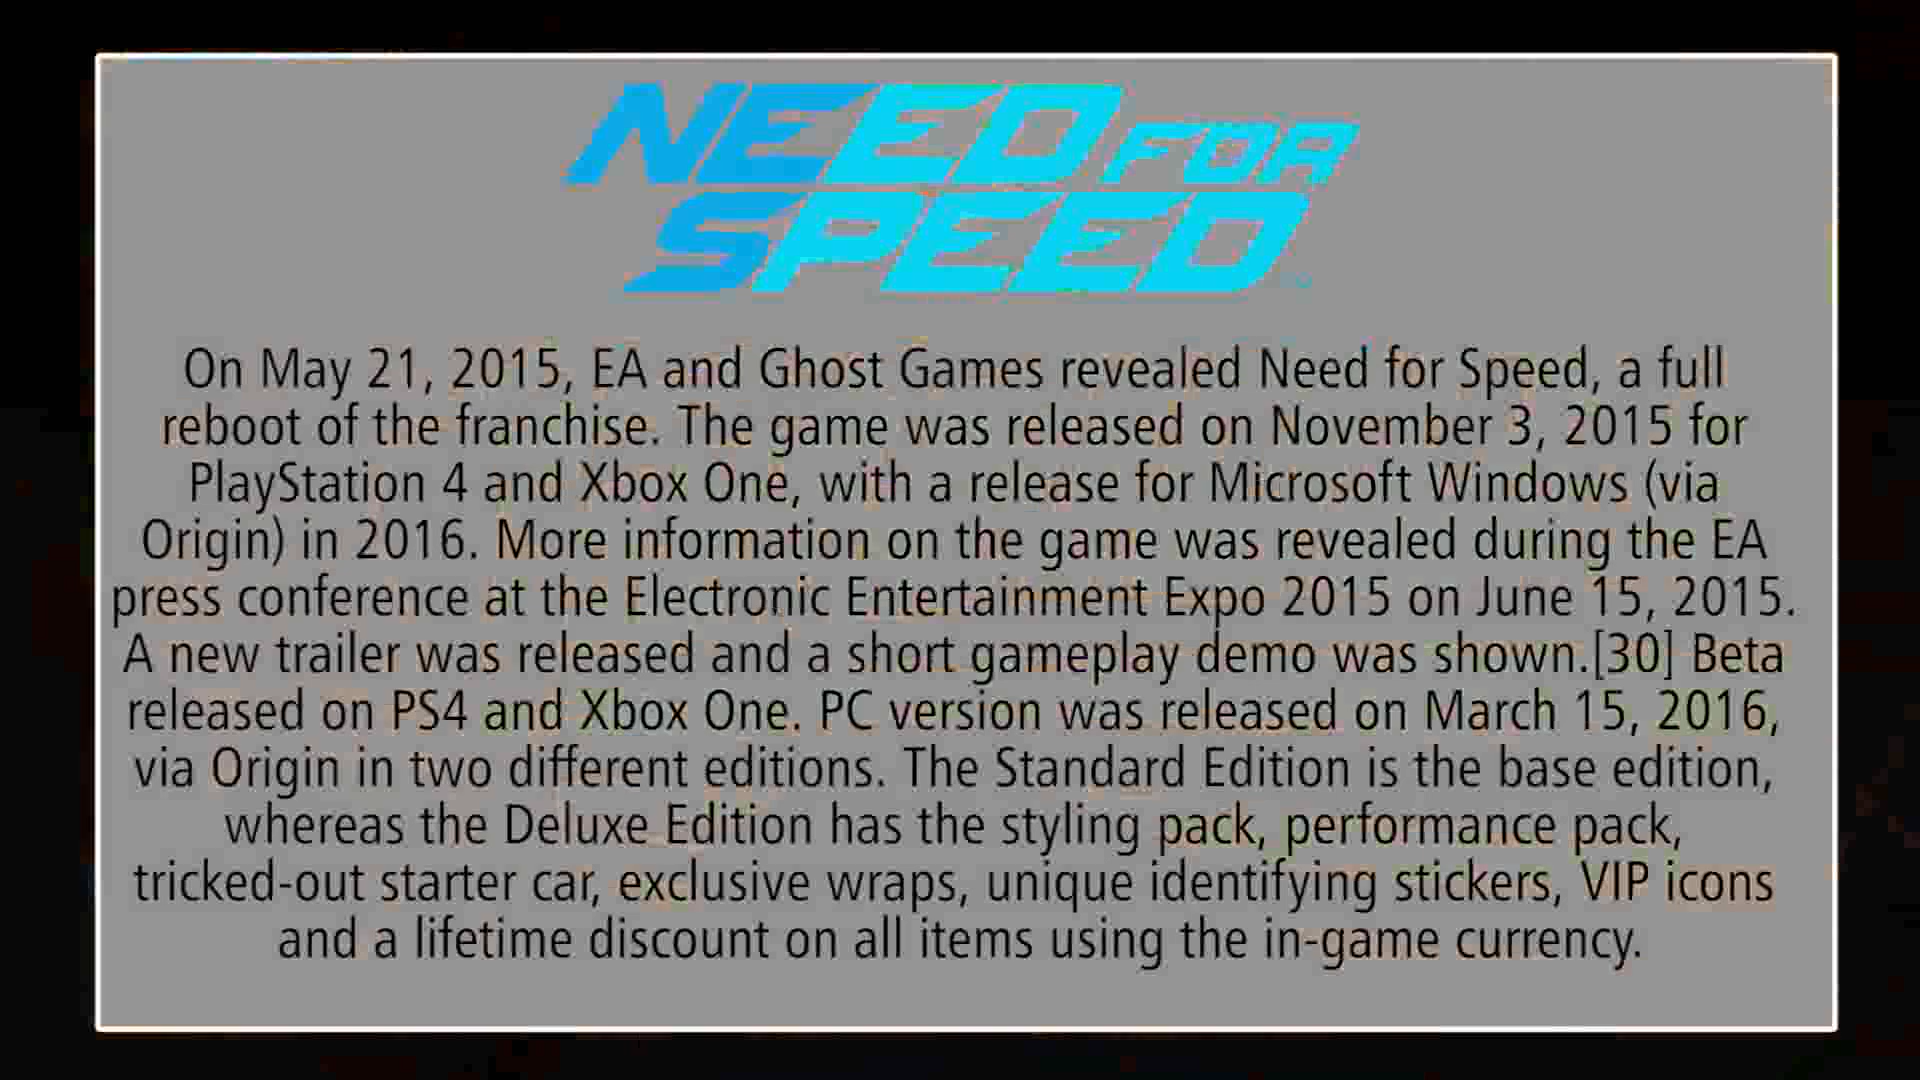 NEED FOR
SPEED
On May 21, 2015, EA and Ghost Games revealed Need for Speed, a full
reboot of the franchise. The game was released on November 3, 2015 for
PlayStation 4 and Xbox One, with a release for Microsoft Windows (via
Origin) in 2016. More information on the game was revealed during the EA
press conference at the Electronic Entertainment Expo 2015 on June 15, 2015.
A new trailer was released and a short gameplay demo was shown.[30] Beta
released on PS4 and Xbox One. PC version was released on March 15, 2016,
via Origin in two different editions. The Standard Edition is the base edition,
whereas the Deluxe Edition has the styling pack, performance pack,
tricked-out starter car, exclusive wraps, unique identifying stickers, VIP icons
and a lifetime discount on all items using the in-game currency.